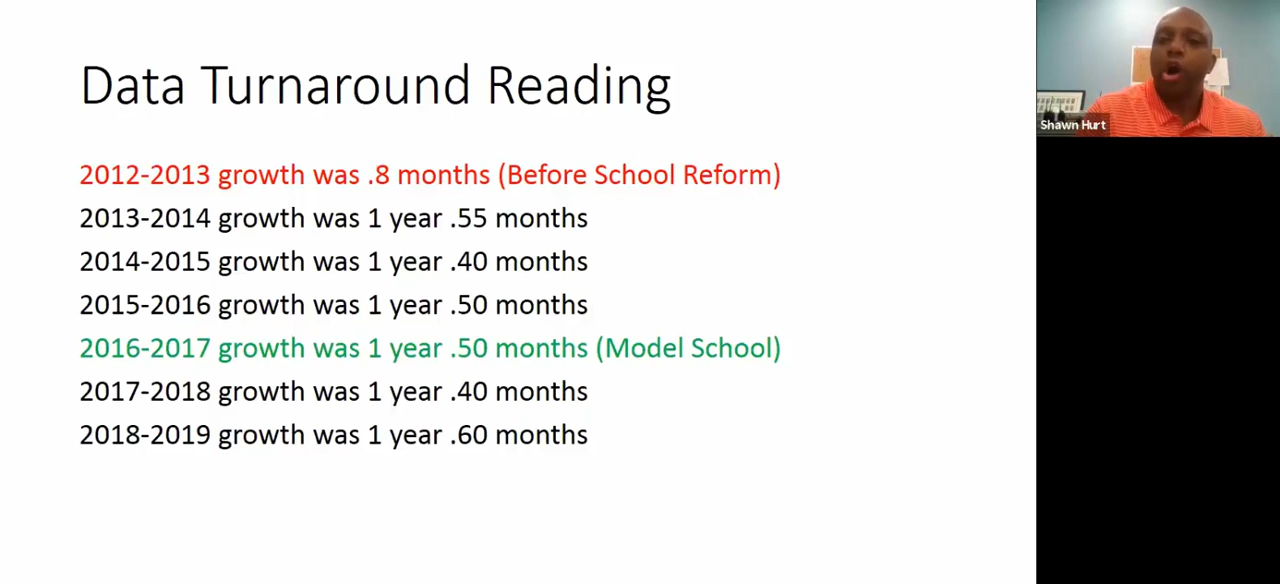 Data Turnaround Reading
2012-2013 growth was .8 months (Before School Reform)
2013-2014 growth was 1 year .55 months
2014-2015 growth was 1 year .40 months
2015-2016 growth was 1 year .50 months
2016-2017 growth was 1 year .50 months (Model School)
2017-2018 growth was 1 year .40 months
2018-2019 growth was 1 year .60 months
Shawn Hurt